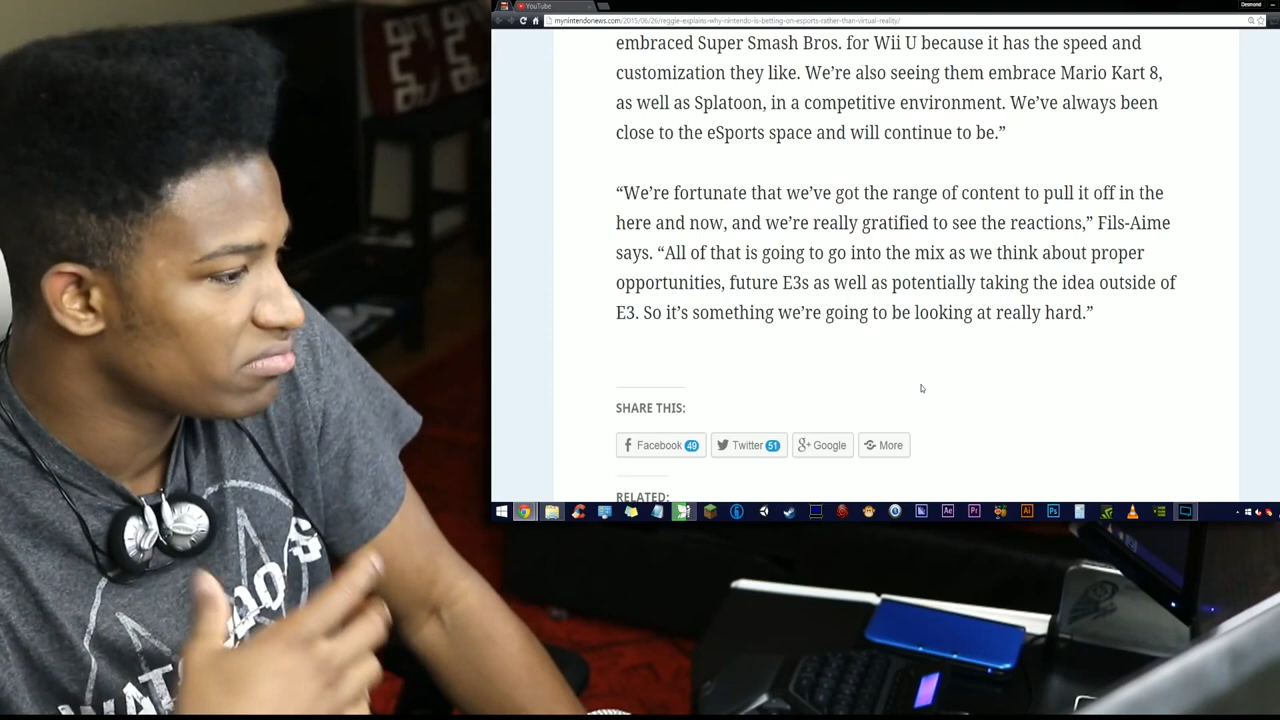 YouTube
Desmond
mynintendonews.com/2015/06/26/reggie-explains-why-nintendo-is-betting-on-esports-rather-than-virtual-reality/
embraced Super Smash Bros. for Wii U because it has the speed and
customization they like. We’re also seeing them embrace Mario Kart 8,
as well as Splatoon, in a competitive environment. We’ve always been
close to the eSports space and will continue to be.”
“We’re fortunate that we’ve got the range of content to pull it off in the
here and now, and we’re really gratified to see the reactions,” Fils-Aime
says. “All of that is going to go into the mix as we think about proper
opportunities, future E3s as well as potentially taking the idea outside of
E3. So it’s something we’re going to be looking at really hard.”
SHARE THIS:
Facebook 49 Twitter 51 Google More
RELATED:
Ae Pr Ai Ps